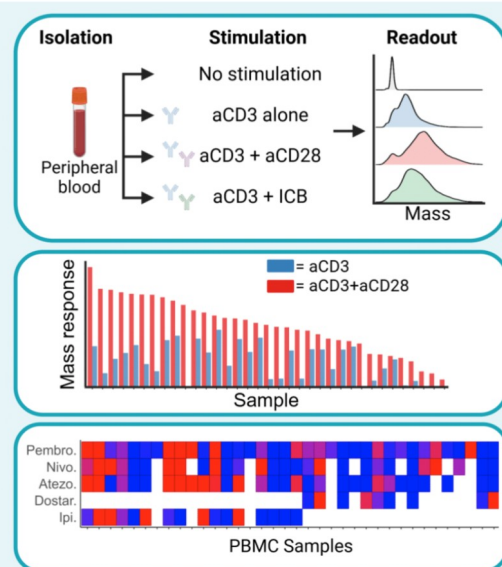 Isolation Stimulation Readout
No stimulation
aCD3 alone
Peripheral
blood
aCD3 + aCD28
aCD3 + ICB
Mass
Mass response
= aCD3
= aCD3+aCD28
Sample
Pembro.
Nivo.
Atezo.
Dostar.
Ipi.
PBMC Samples